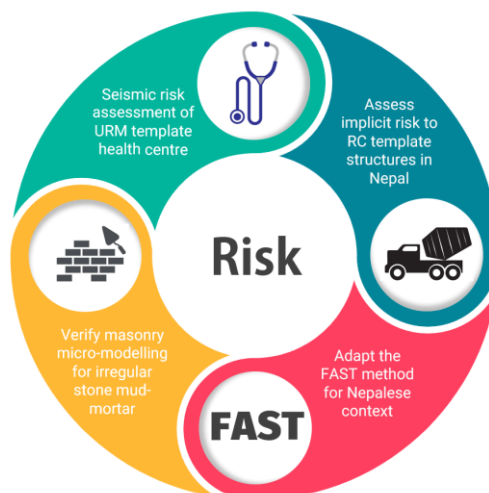 Seismic risk
assessment of
URM template
health centre
Assess
implicit risk to
RC template
structures in
Nepal
Risk
Verify masonry
micro-modelling
for irregular
stone mud-
mortar
Adapt the
FAST method
for Nepalese
context
FAST